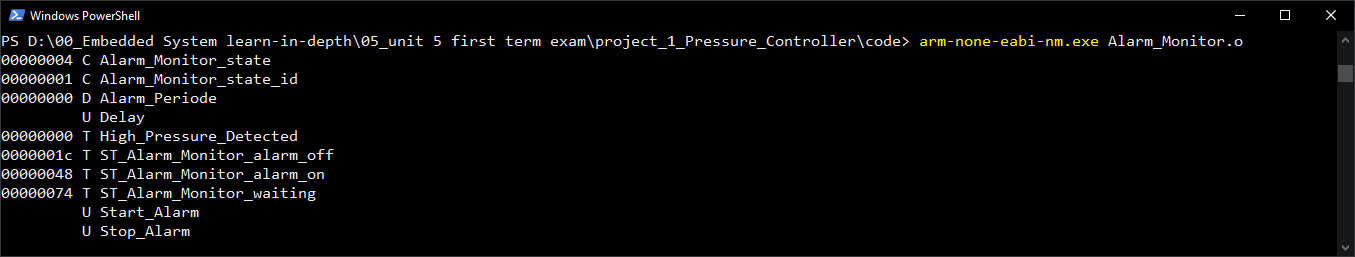 Windows PowerShell
PS D:\00_Embedded System learn-in-depth\05_unit 5 first term exam\project_1_Pressure_Controller\code> arm-none-eabi-nm.exe Alarm_Monitor.o
00000004 C Alarm_Monitor_state
00000001 C Alarm_Monitor_state_id
00000000 D Alarm_Periode
         U Delay
00000000 T High_Pressure_Detected
0000001c T ST_Alarm_Monitor_alarm_off
00000048 T ST_Alarm_Monitor_alarm_on
00000074 T ST_Alarm_Monitor_waiting
         U Start_Alarm
         U Stop_Alarm